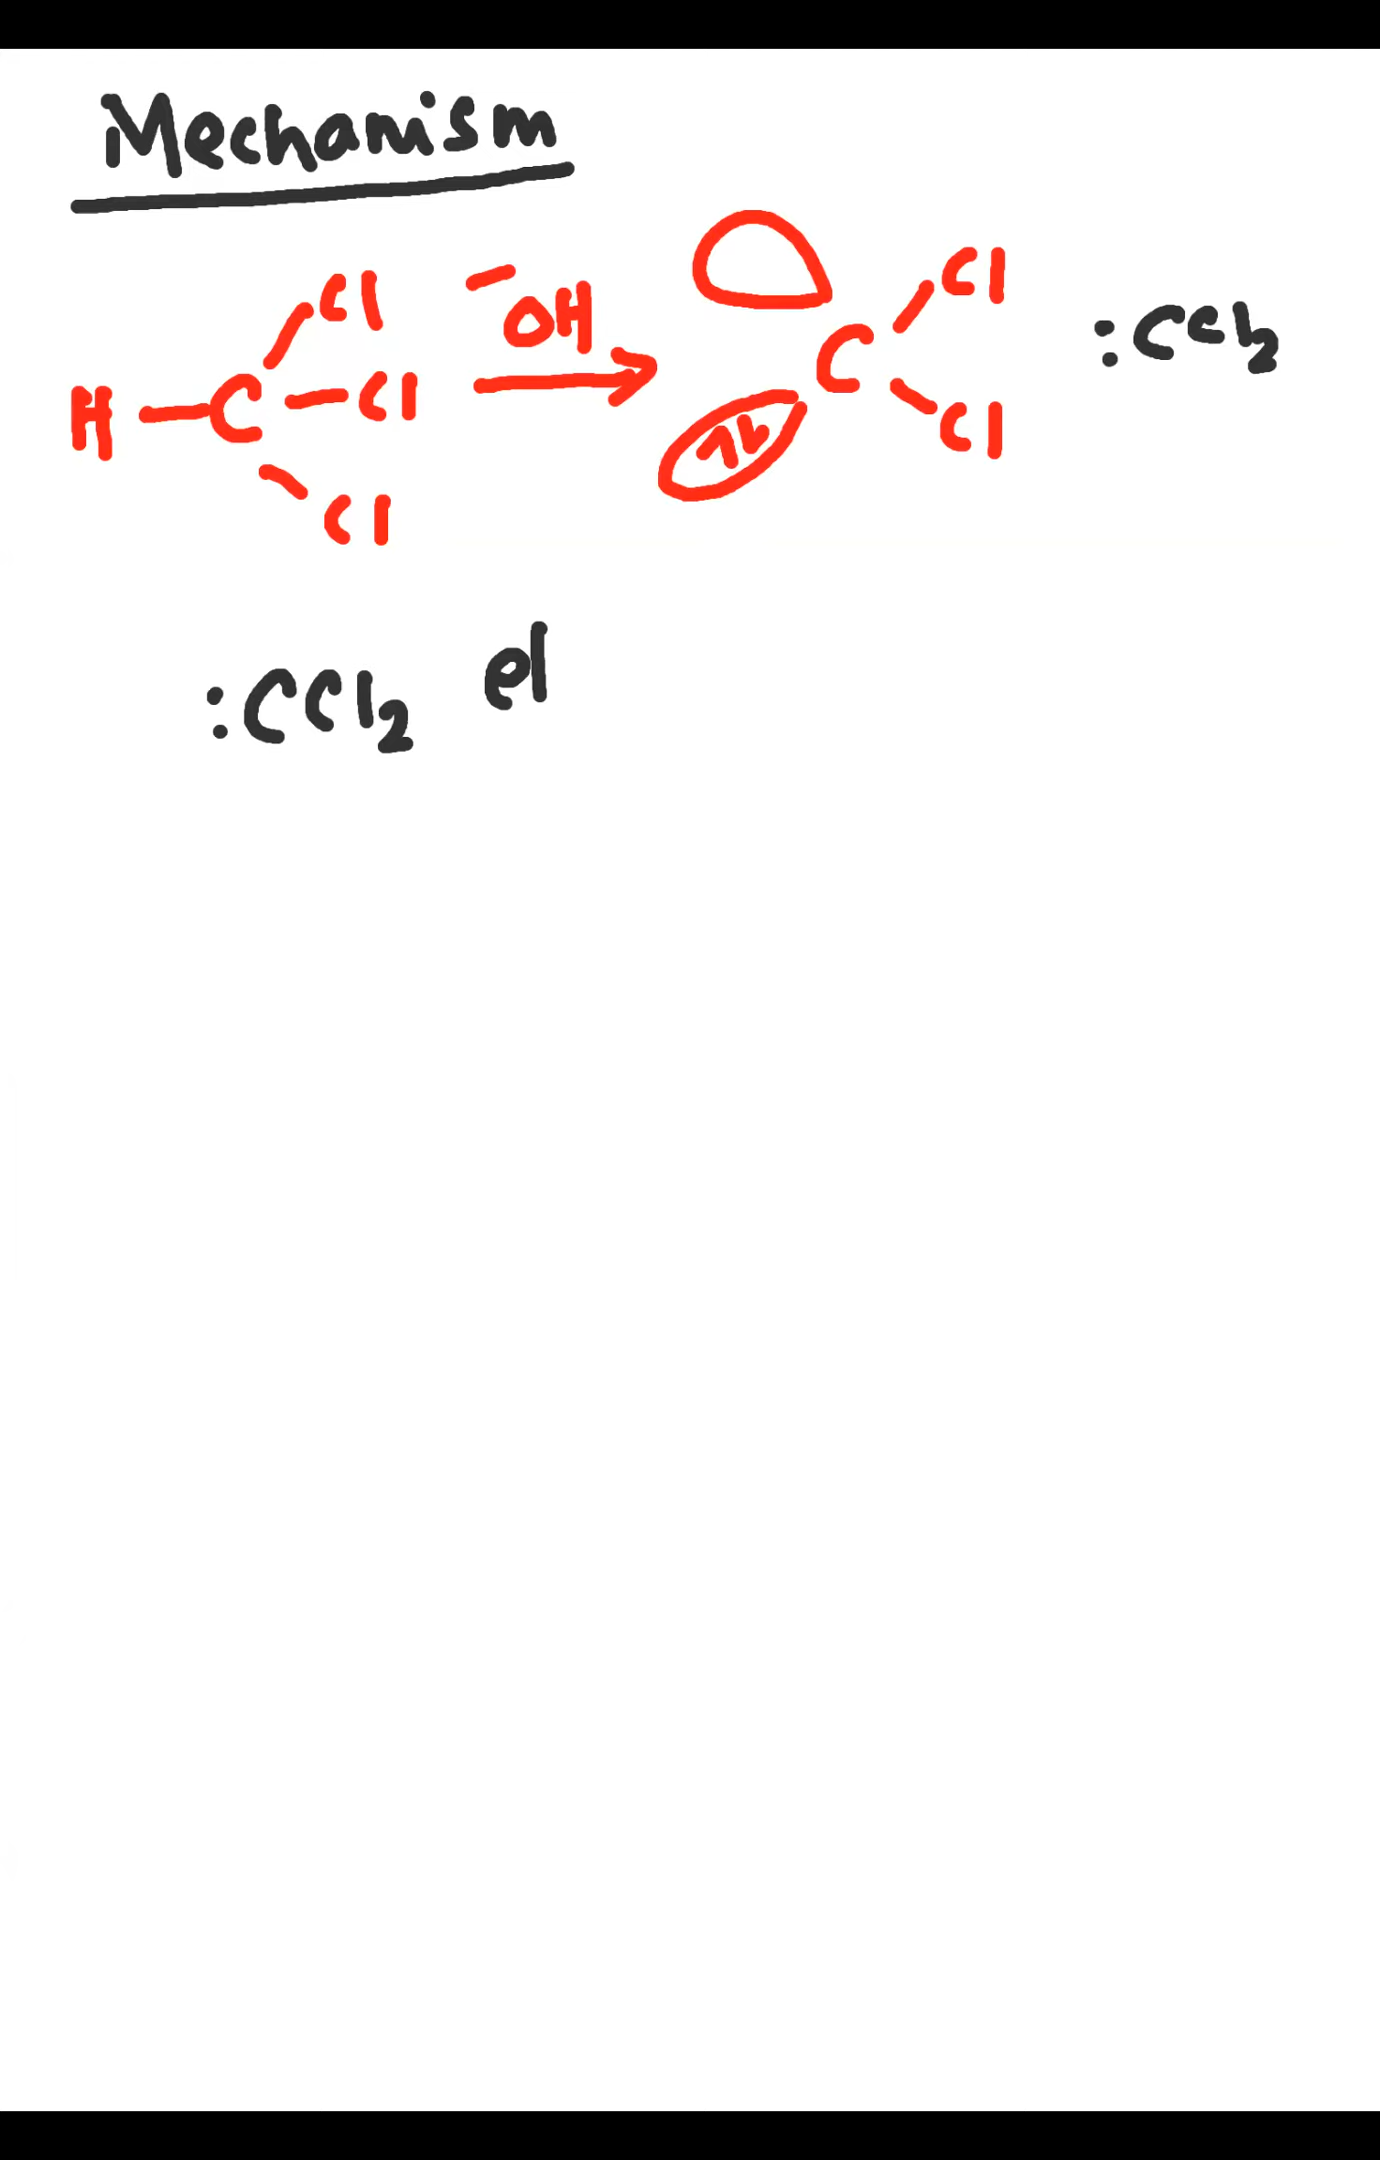 Mechanism
H—C—Cl Cl Cl ⁻OH → C Cl Cl :CCl₂
↑↓
:CCl₂ el